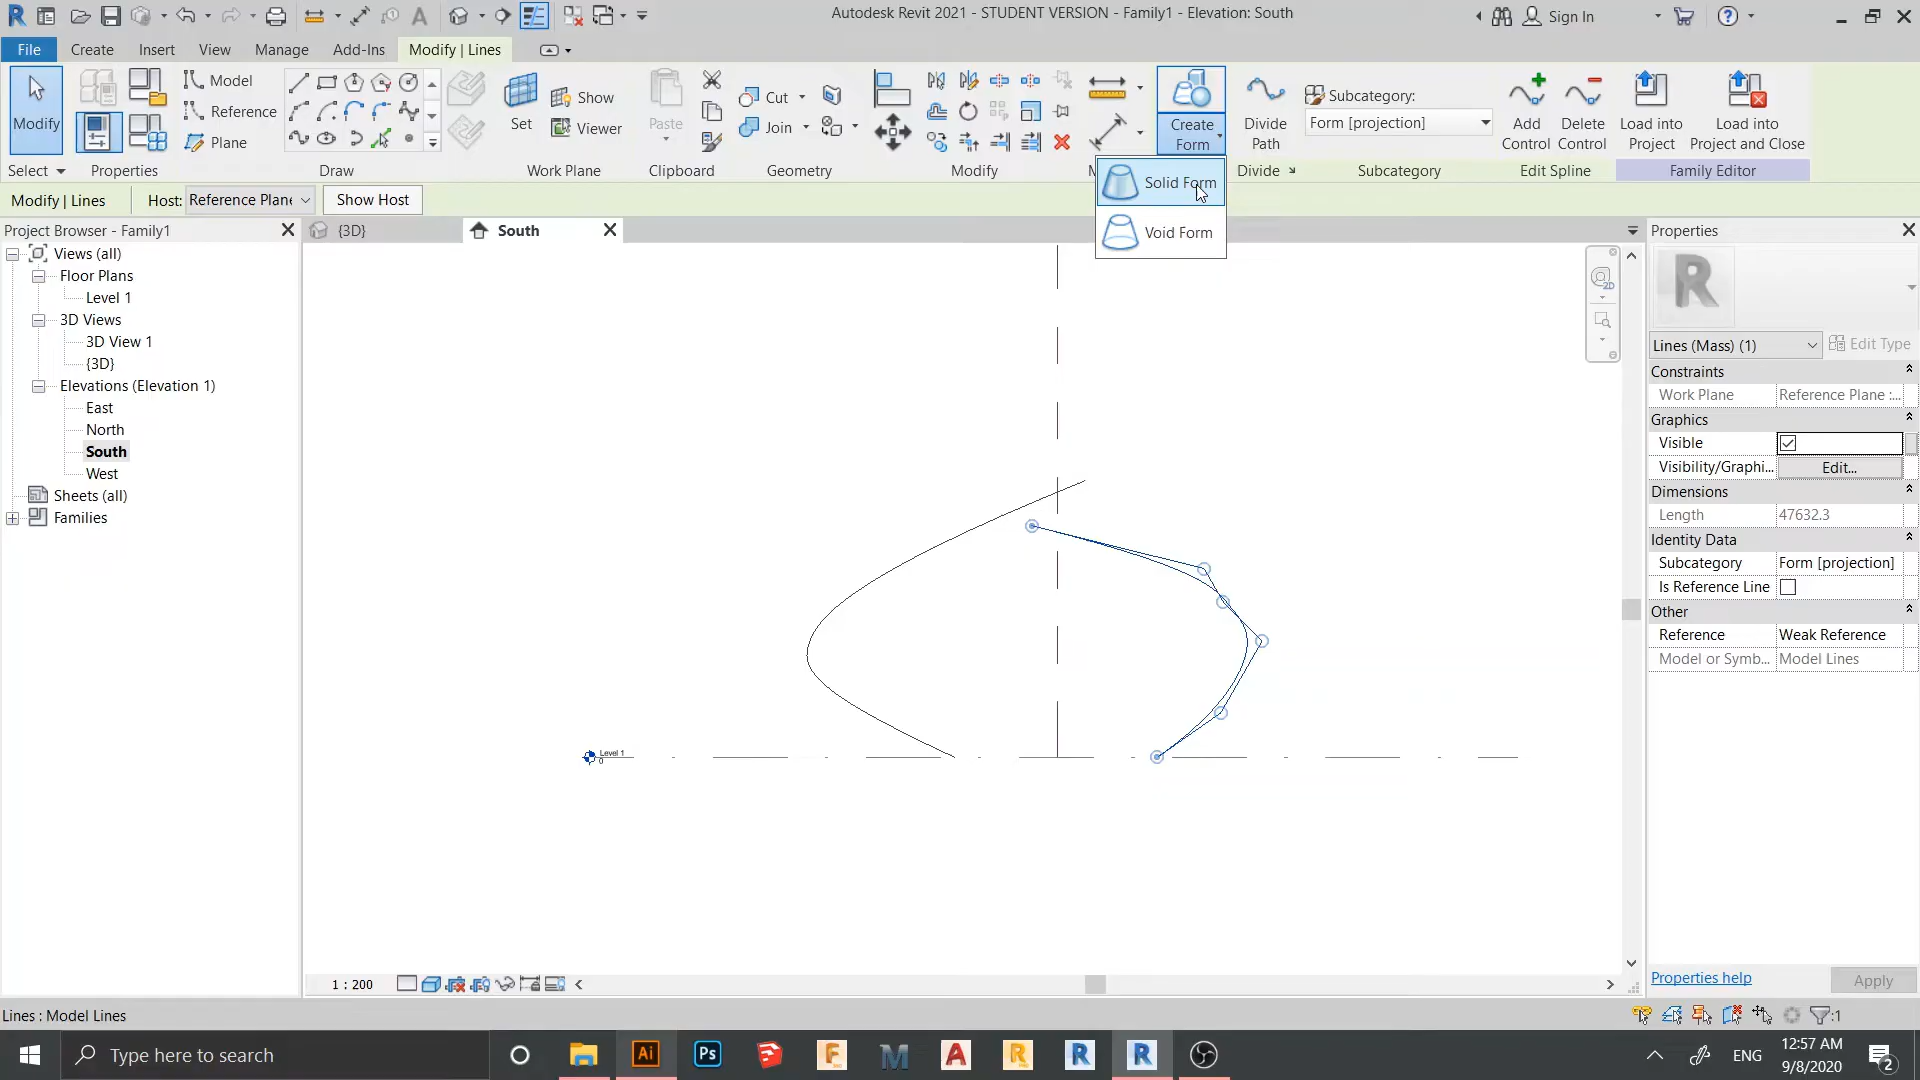 Autodesk Revit 2021 - STUDENT VERSION - Family1 - Elevation: South
Sign In
File
Create
Insert
View
Manage
Add-Ins
Modify | Lines
Modify
Model
Reference
Plane
Set
Show
Viewer
Paste
Cut
Join
Create
Form
Divide
Path
Subcategory:
Form [projection]
Add
Control
Delete
Control
Load into
Project
Load into
Project and Close
Select
Properties
Draw
Work Plane
Clipboard
Geometry
Modify
M
Divide
Subcategory
Edit Spline
Family Editor
Solid Form
Void Form
Modify | Lines
Host:
Reference Plane
Show Host
Project Browser - Family1
{3D}
South
Properties
Views (all)
Floor Plans
Level 1
3D Views
3D View 1
{3D}
Elevations (Elevation 1)
East
North
South
West
Sheets (all)
Families
2D
R
Lines (Mass) (1)
Edit Type
Constraints
Work Plane
Reference Plane :...
Graphics
Visible
Visibility/Graphi...
Edit...
Dimensions
Length
47632.3
Identity Data
Subcategory
Form [projection]
Is Reference Line
Other
Reference
Weak Reference
Model or Symb...
Model Lines
Level 1
0
1 : 200
Properties help
Apply
Lines : Model Lines
:1
Type here to search
Ai
Ps
F
M
A
R
R
R
ENG
12:57 AM
9/8/2020
2